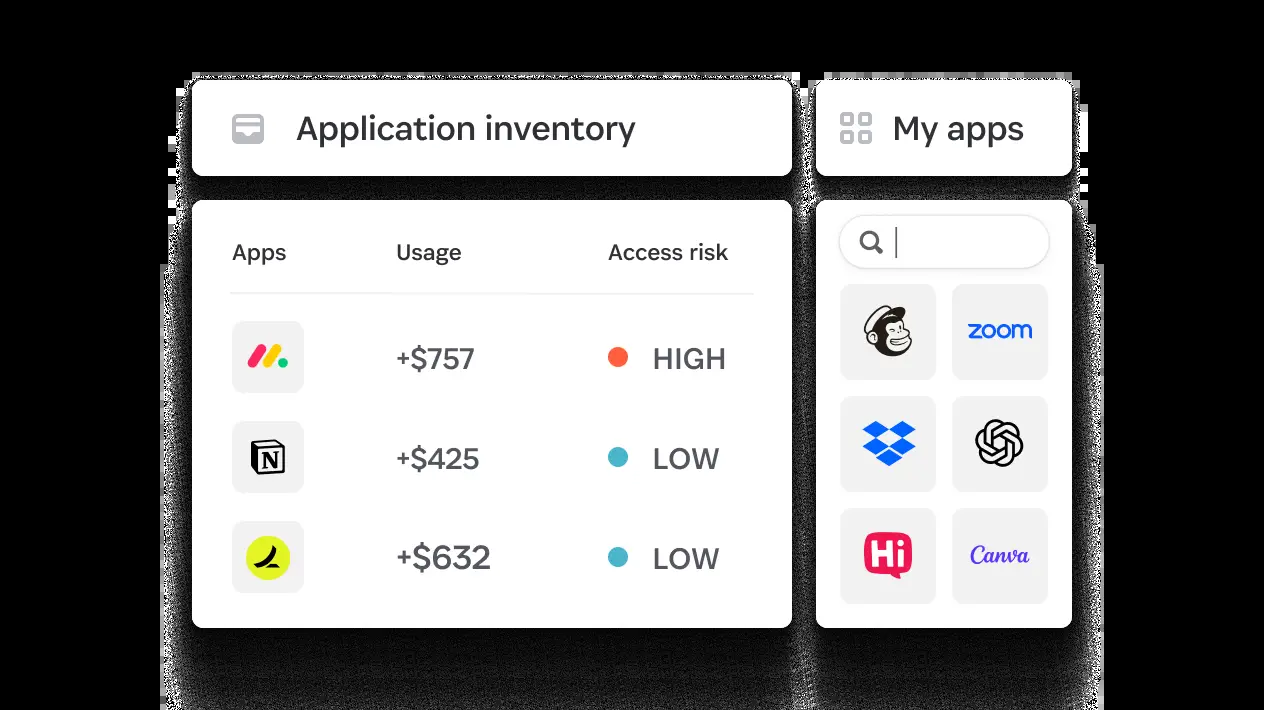 Application inventory
My apps
Apps Usage Access risk
+$757 HIGH
N +$425 LOW
+$632 LOW
zoom
Hi Canva